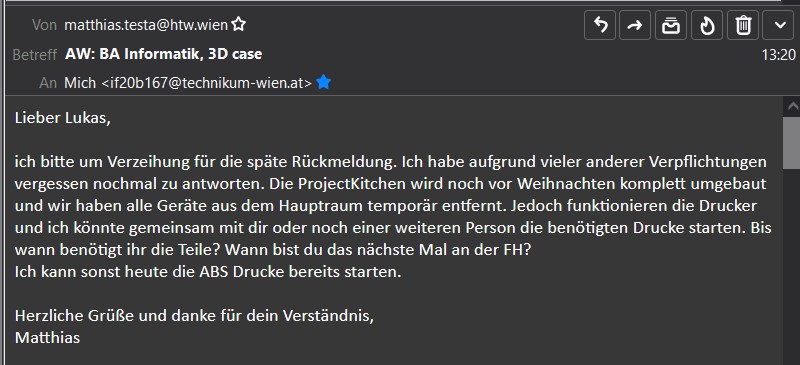 Von matthias.testa@htw.wien
Betreff AW: BA Informatik, 3D case 13:20
An Mich <if20b167@technikum-wien.at>
Lieber Lukas,
ich bitte um Verzeihung für die späte Rückmeldung. Ich habe aufgrund vieler anderer Verpflichtungen
vergessen nochmal zu antworten. Die ProjectKitchen wird noch vor Weihnachten komplett umgebaut
und wir haben alle Geräte aus dem Hauptraum temporär entfernt. Jedoch funktionieren die Drucker
und ich könnte gemeinsam mit dir oder noch einer weiteren Person die benötigten Drucke starten. Bis
wann benötigt ihr die Teile? Wann bist du das nächste Mal an der FH?
Ich kann sonst heute die ABS Drucke bereits starten.
Herzliche Grüße und danke für dein Verständnis,
Matthias